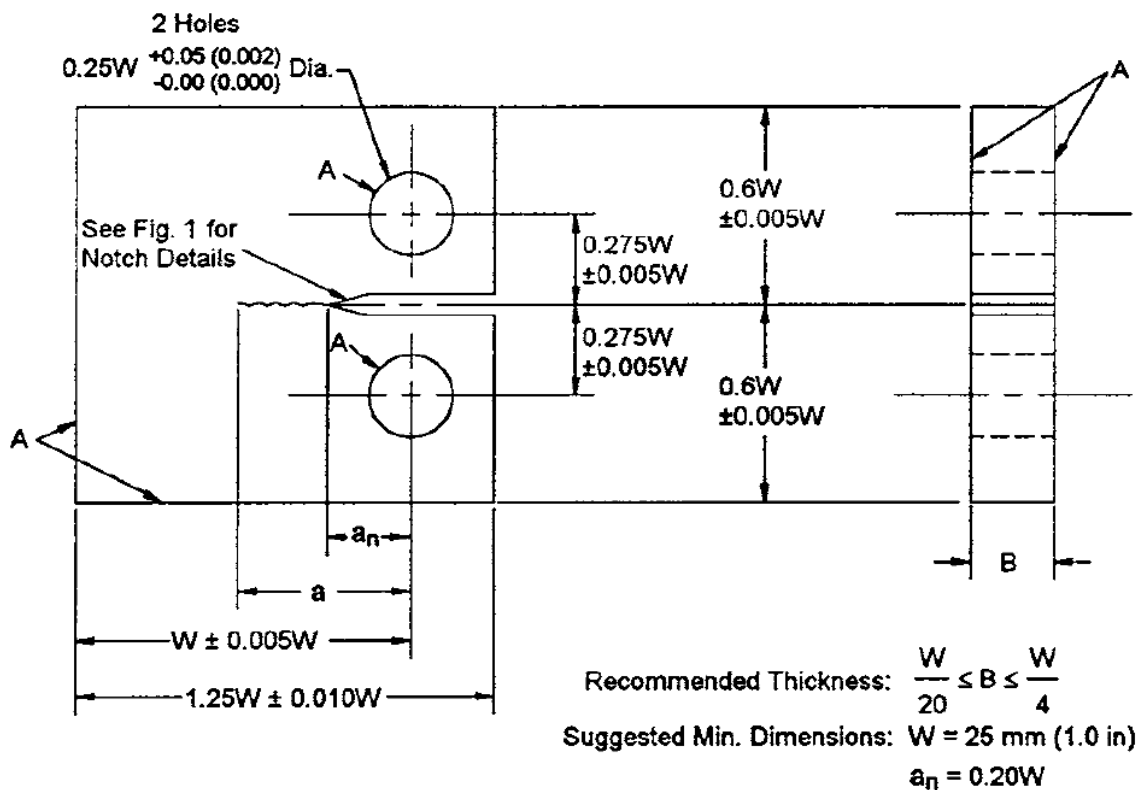 2 Holes
0.25W +0.05 (0.002) -0.00 (0.000) Dia.
A
A
0.6W
±0.005W
See Fig. 1 for
Notch Details
0.275W
±0.005W
A
0.275W
±0.005W
0.6W
±0.005W
A
an
B
a
W ± 0.005W
1.25W ± 0.010W
Recommended Thickness: W/20 ≤ B ≤ W/4
Suggested Min. Dimensions: W = 25 mm (1.0 in)
an = 0.20W